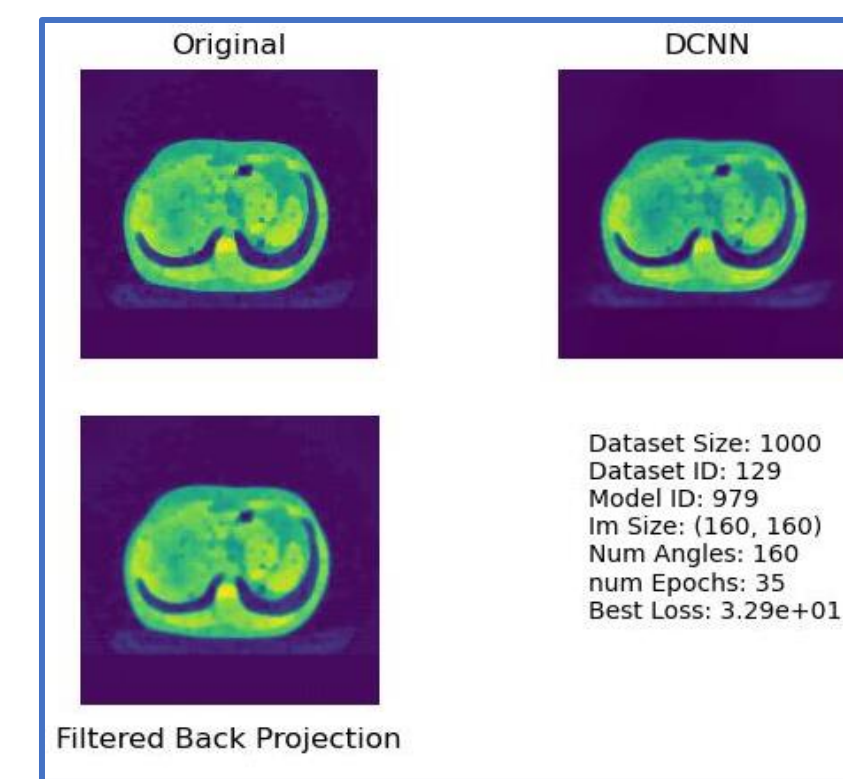 Original
DCNN
Dataset Size: 1000
Dataset ID: 129
Model ID: 979
Im Size: (160, 160)
Num Angles: 160
num Epochs: 35
Best Loss: 3.29e+01
Filtered Back Projection